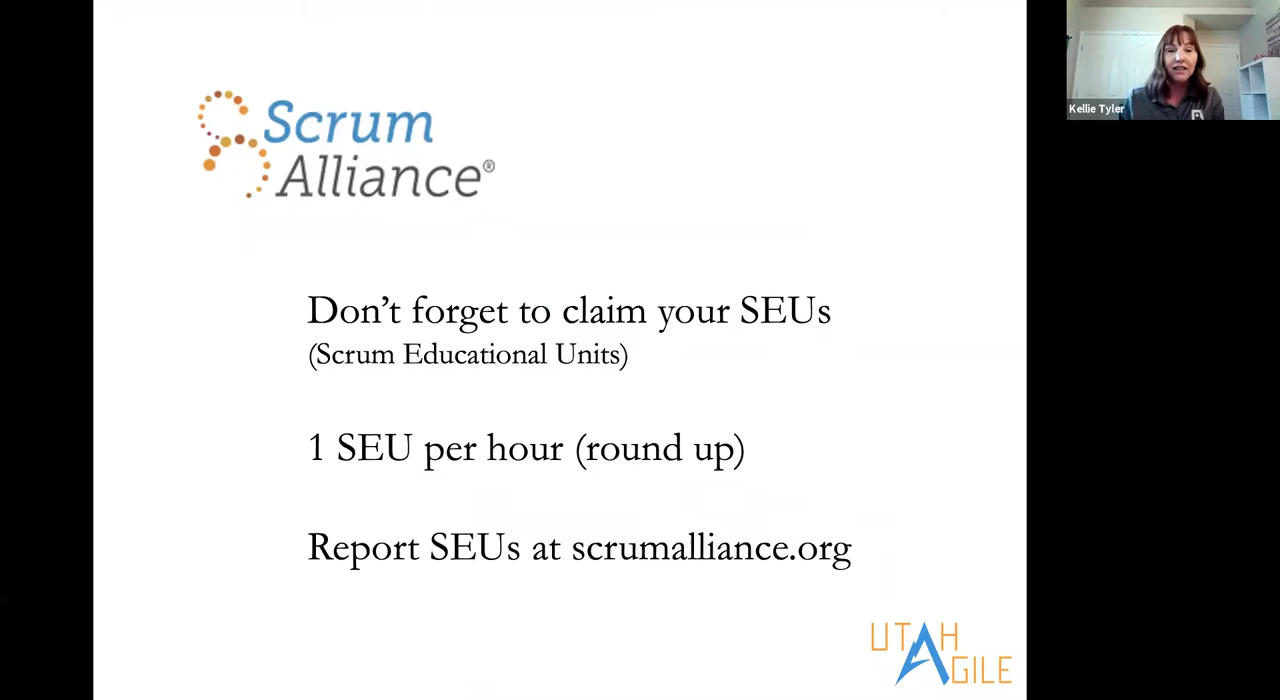 Scrum
Alliance®
Don't forget to claim your SEUs
(Scrum Educational Units)
1 SEU per hour (round up)
Report SEUs at scrumalliance.org
UTAH
AGILE
Kellie Tyler